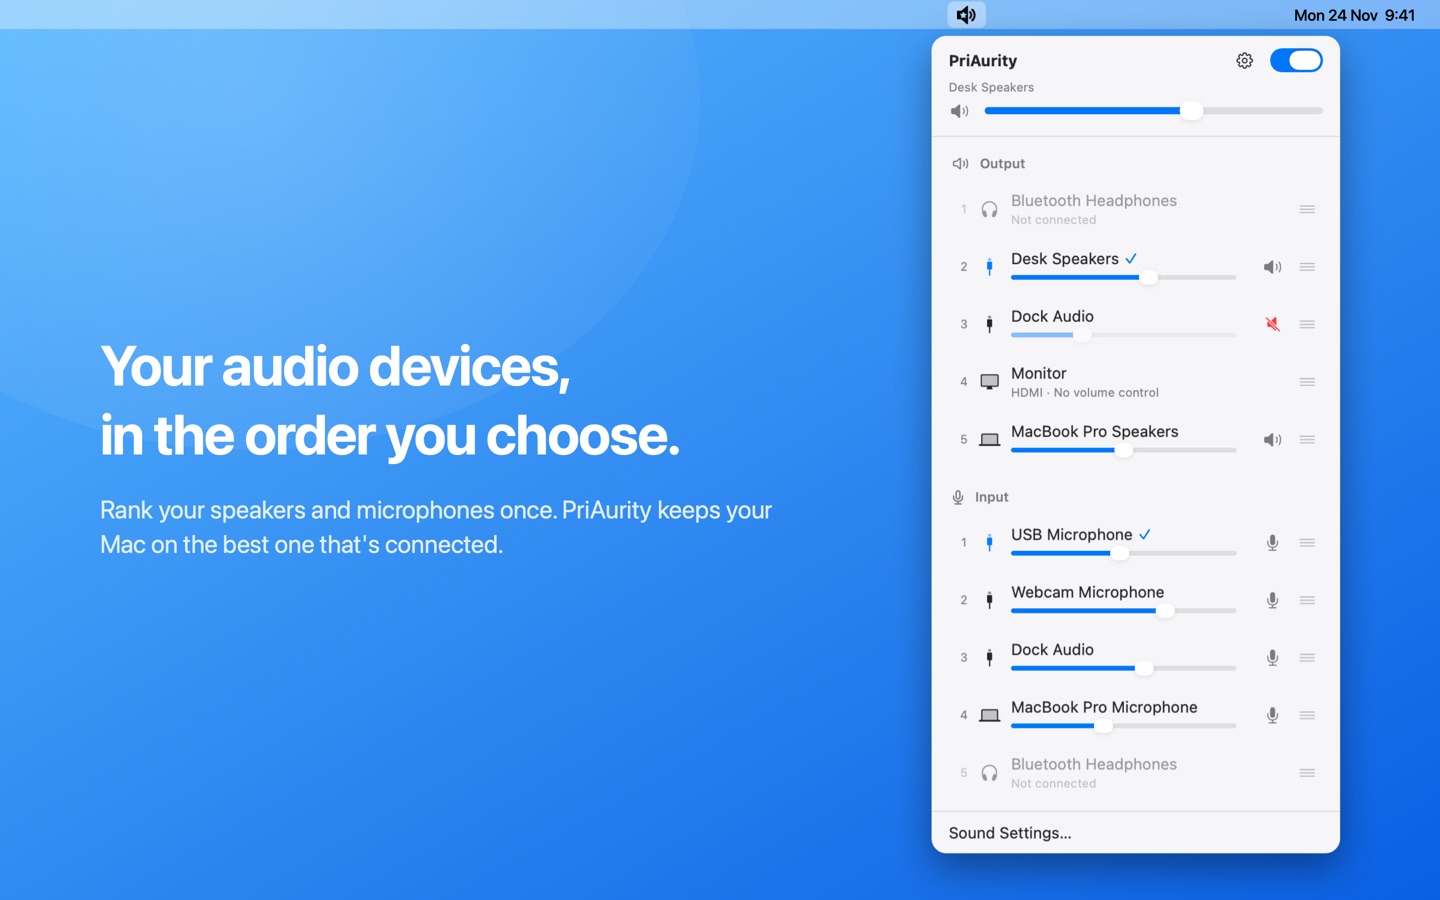 Mon 24 Nov 9:41
PriAurity
Desk Speakers
Output
1
Bluetooth Headphones
Not connected
2
Desk Speakers
3
Dock Audio
4
Monitor
HDMI · No volume control
5
MacBook Pro Speakers
Input
1
USB Microphone
2
Webcam Microphone
3
Dock Audio
4
MacBook Pro Microphone
5
Bluetooth Headphones
Not connected
Sound Settings...
Your audio devices,
in the order you choose.
Rank your speakers and microphones once. PriAurity keeps your
Mac on the best one that's connected.